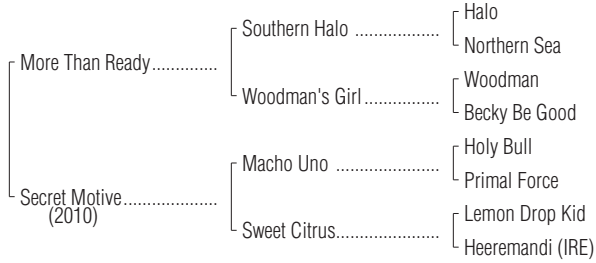 Halo
Southern Halo ..................
Northern Sea
More Than Ready..............
Woodman
Woodman's Girl................
Becky Be Good
Holy Bull
Macho Uno ......................
Primal Force
Secret Motive....................
(2010)
Lemon Drop Kid
Sweet Citrus......................
Heeremandi (IRE)